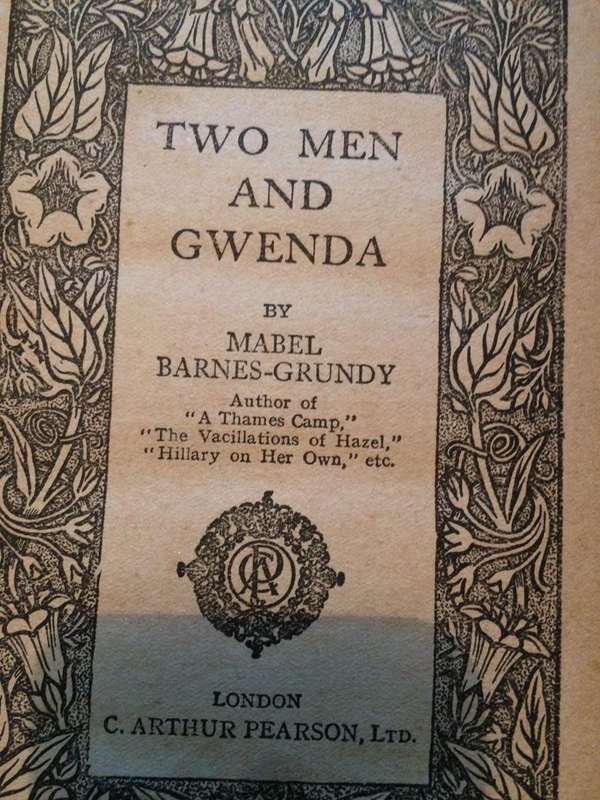 TWO MEN
AND
GWENDA
BY
MABEL
BARNES-GRUNDY
Author of
"A Thames Camp,"
"The Vacillations of Hazel,"
"Hillary on Her Own," etc.
LONDON
C. ARTHUR PEARSON, LTD.